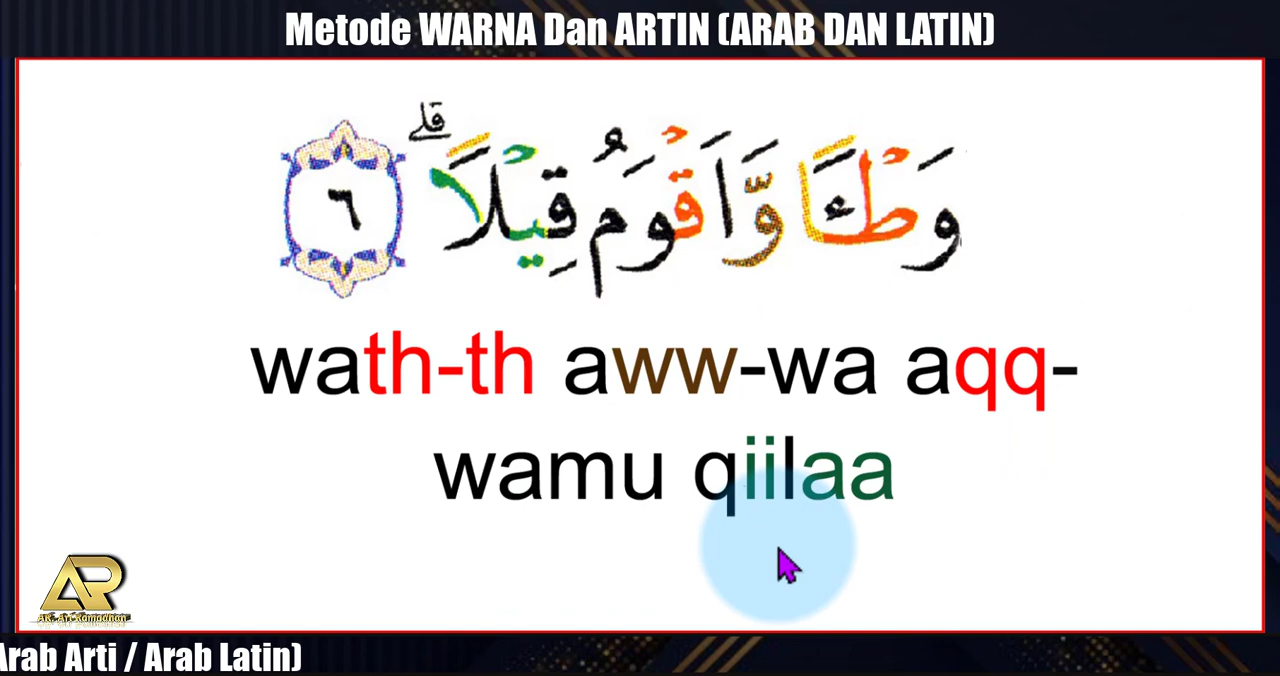 Metode WARNA Dan ARTIN (ARAB DAN LATIN)
وَطْـًٔا وَّاَقْوَمُ قِيْلًاۗ ٦
wath-th aww-wa aqq-
wamu qiilaa
AR
Arab Arti / Arab Latin)